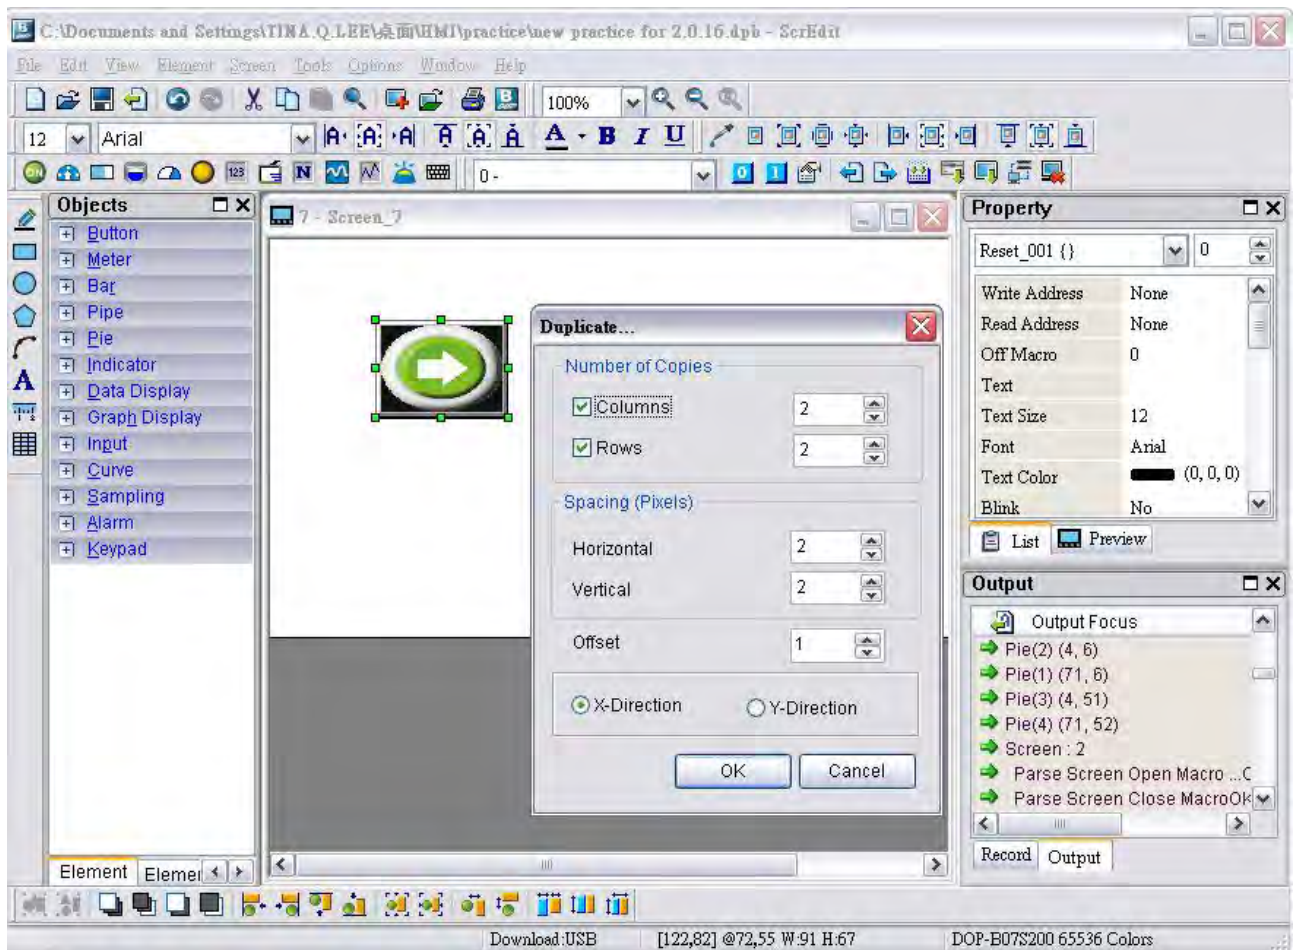 C:\Documents and Settings\TINA.Q.LEE\桌面\HMI\practice\new practice for 2.0.16.dpb - ScrEdit
File Edit View Element Screen Tools Options Window Help
100%
12 Arial
0 -
Objects
Button
Meter
Bar
Pipe
Pie
Indicator
Data Display
Graph Display
Input
Curve
Sampling
Alarm
Keypad
Element Elemer
7 - Screen_7
Duplicate...
Number of Copies
Columns 2
Rows 2
Spacing (Pixels)
Horizontal 2
Vertical 2
Offset 1
X-Direction Y-Direction
OK Cancel
Property
Reset_001 {} 0
Write Address None
Read Address None
Off Macro 0
Text
Text Size 12
Font Arial
Text Color (0, 0, 0)
Blink No
List Preview
Output
Output Focus
Pie(2) (4, 6)
Pie(1) (71, 6)
Pie(3) (4, 51)
Pie(4) (71, 52)
Screen : 2
Parse Screen Open Macro ...C
Parse Screen Close MacroOk
Record Output
Download:USB [122,82] @72,55 W:91 H:67 DOP-B07S200 65536 Colors